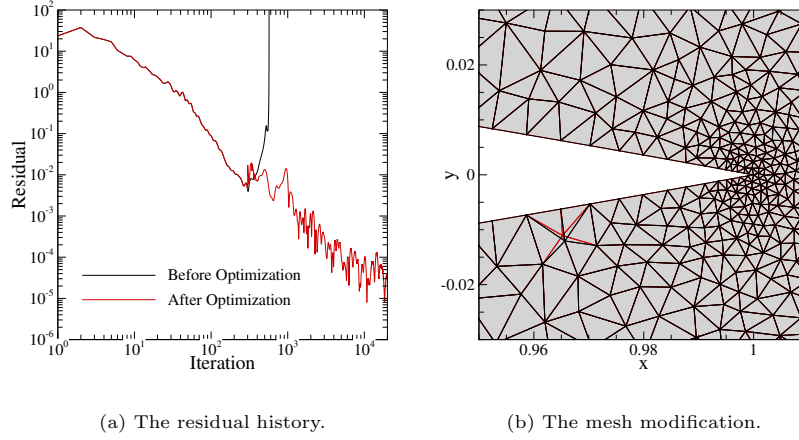 10^2
10^1
10^0
10^-1
10^-2
10^-3
10^-4
10^-5
10^-6
Residual
Before Optimization
After Optimization
10^0 10^1 10^2 10^3 10^4
Iteration
(a) The residual history.
0.02
0
-0.02
y
0.96 0.98 1
x
(b) The mesh modification.